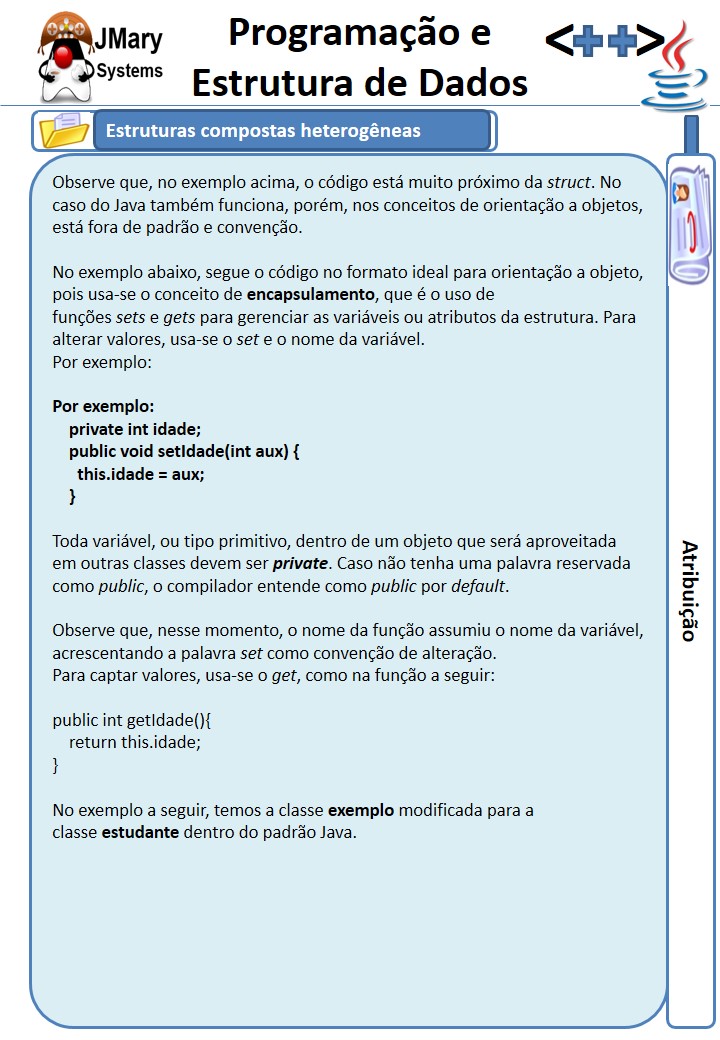 JMary
Systems
Programação e
Estrutura de Dados
<++>
Estruturas compostas heterogêneas
Observe que, no exemplo acima, o código está muito próximo da struct. No
caso do Java também funciona, porém, nos conceitos de orientação a objetos,
está fora de padrão e convenção.
No exemplo abaixo, segue o código no formato ideal para orientação a objeto,
pois usa-se o conceito de encapsulamento, que é o uso de
funções sets e gets para gerenciar as variáveis ou atributos da estrutura. Para
alterar valores, usa-se o set e o nome da variável.
Por exemplo:
Por exemplo:
private int idade;
public void setIdade(int aux) {
this.idade = aux;
}
Toda variável, ou tipo primitivo, dentro de um objeto que será aproveitada
em outras classes devem ser private. Caso não tenha uma palavra reservada
como public, o compilador entende como public por default.
Observe que, nesse momento, o nome da função assumiu o nome da variável,
acrescentando a palavra set como convenção de alteração.
Para captar valores, usa-se o get, como na função a seguir:
public int getIdade(){
return this.idade;
}
No exemplo a seguir, temos a classe exemplo modificada para a
classe estudante dentro do padrão Java.
Atribuição